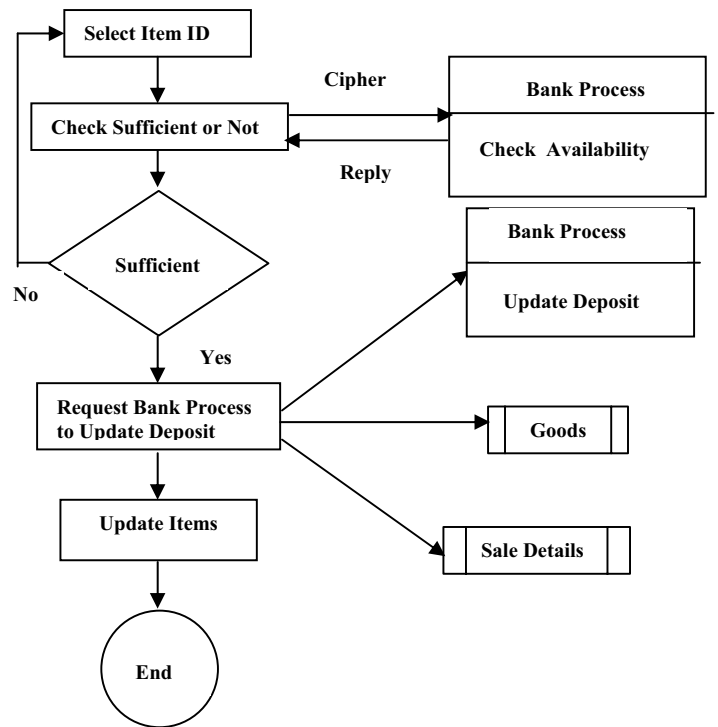 Select Item ID
Cipher
Bank Process
Check Sufficient or Not
Check Availability
Reply
Bank Process
Sufficient
No
Update Deposit
Yes
Request Bank Process
to Update Deposit
Goods
Update Items
Sale Details
End